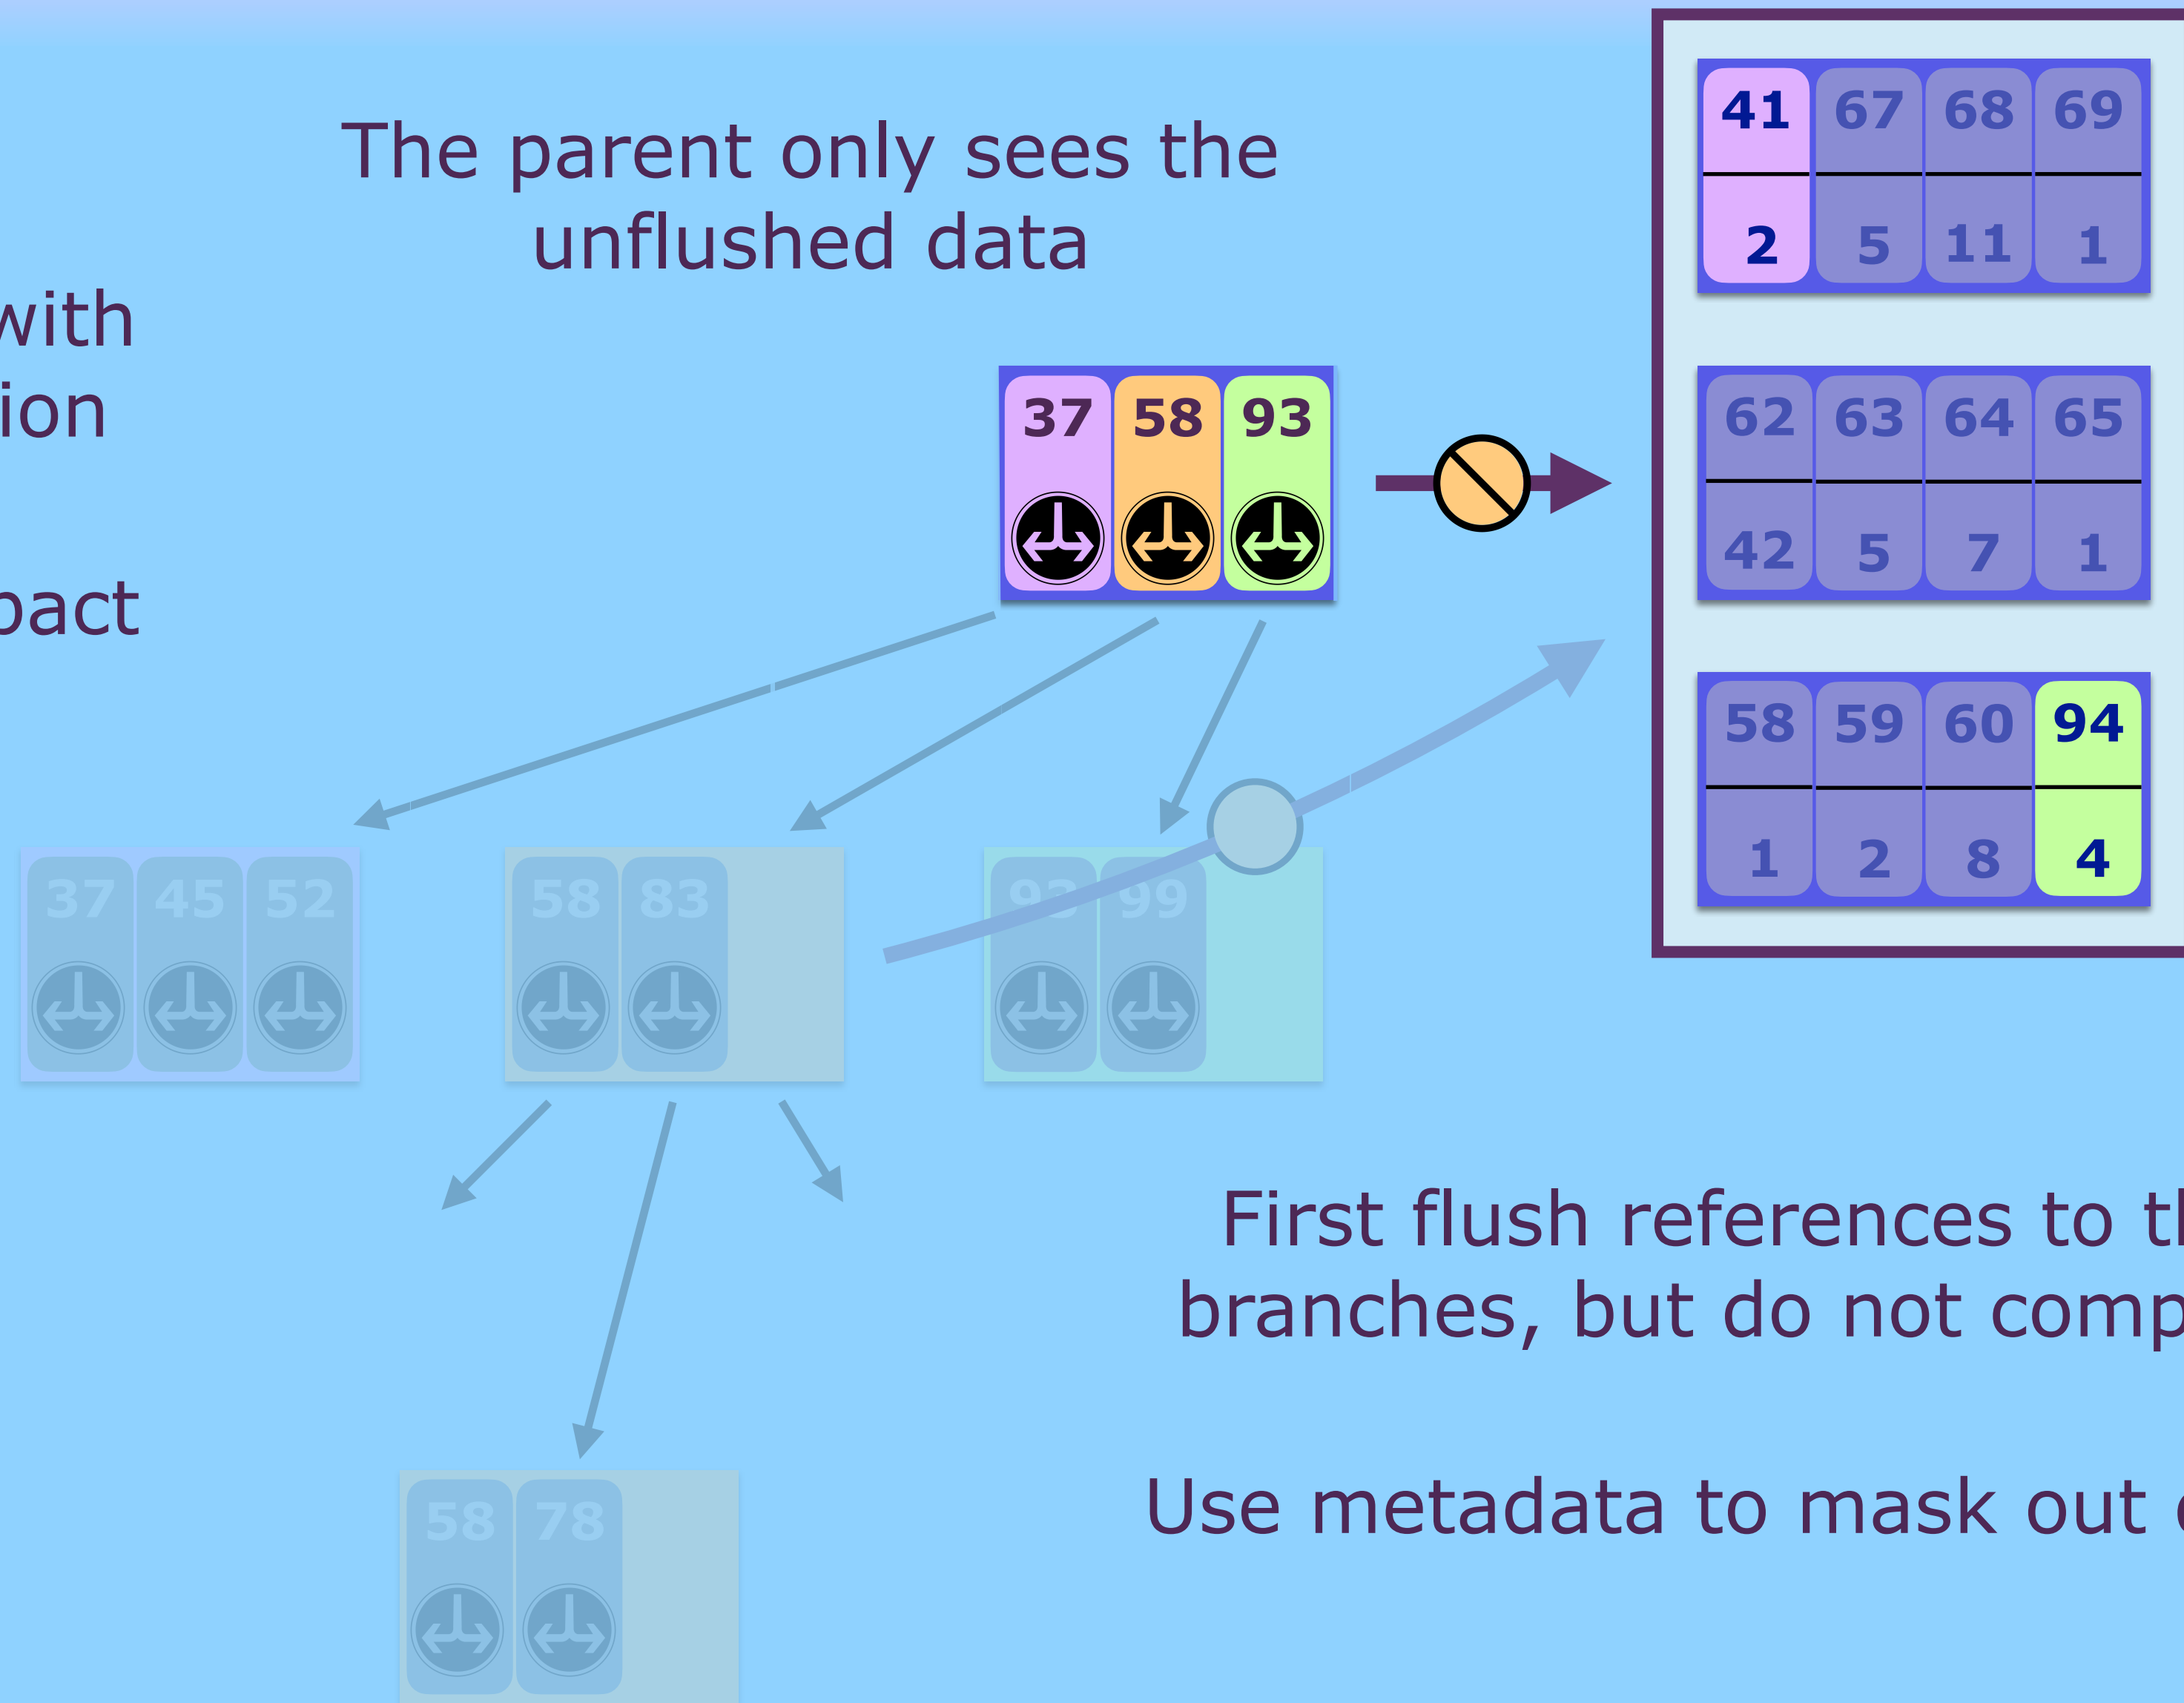 The parent only sees the
unflushed data
with
ion
pact
41 67 68 69
2 5 11 1
37 58 93
62 63 64 65
42 5 7 1
58 59 60 94
1 2 8 4
37 45 52
58 83
93 99
First flush references to th
branches, but do not comp
Use metadata to mask out
58 78